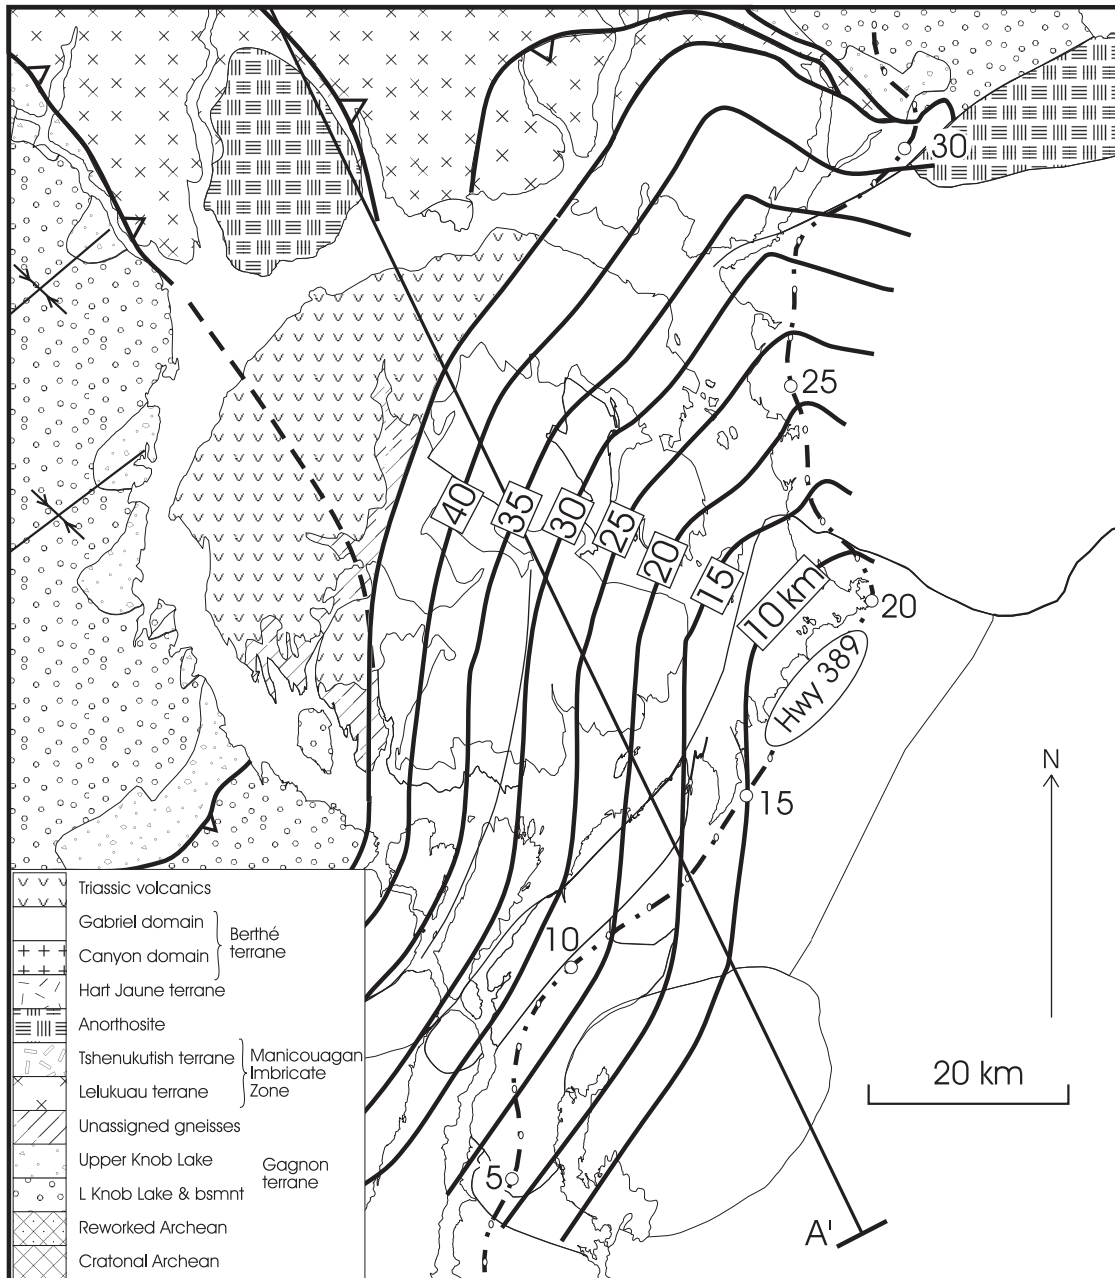 30
25
40
35
30
25
20
15
10 km
20
Hwy 389
N
15
10
20 km
5
A'
Triassic volcanics
Gabriel domain
Berthé
terrane
Canyon domain
Hart Jaune terrane
Anorthosite
Tshenukutish terrane
Manicouagan
Imbricate
Zone
Lelukuau terrane
Unassigned gneisses
Upper Knob Lake
Gagnon
terrane
L Knob Lake & bsmnt
Reworked Archean
Cratonal Archean